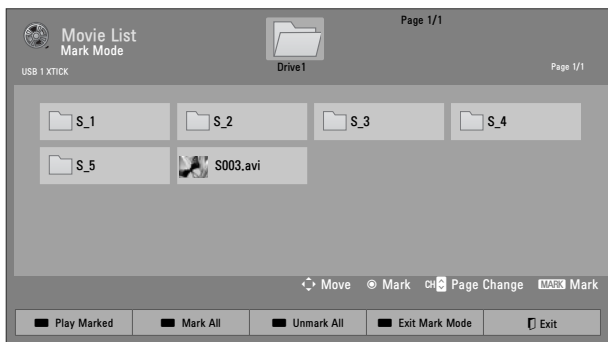 Movie List
Mark Mode
Page 1/1
Drive1
USB 1 XTICK
Page 1/1
S_1
S_2
S_3
S_4
S_5
S003.avi
Move
Mark
CH Page Change
MARK Mark
Play Marked
Mark All
Unmark All
Exit Mark Mode
Exit